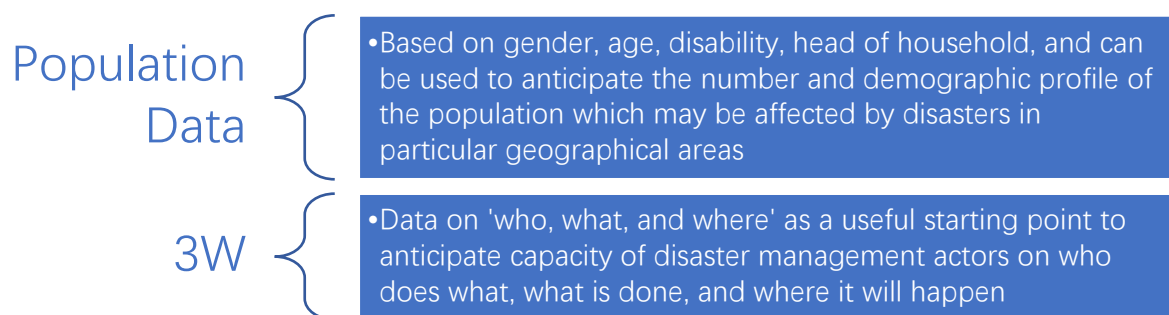 Population
Data
•Based on gender, age, disability, head of household, and can
be used to anticipate the number and demographic profile of
the population which may be affected by disasters in
particular geographical areas
3W
•Data on 'who, what, and where' as a useful starting point to
anticipate capacity of disaster management actors on who
does what, what is done, and where it will happen